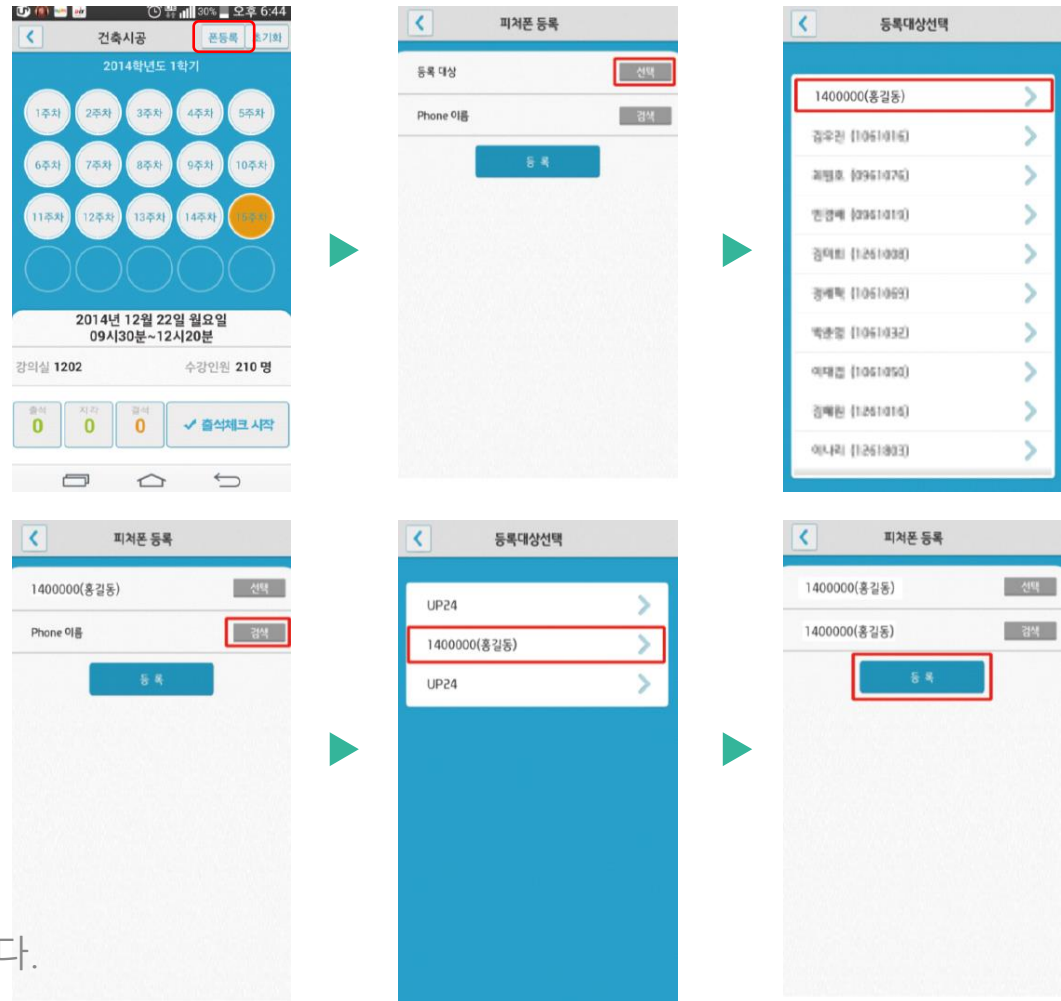 30% 오후 6:44
건축시공 폰등록 초기화
2014학년도 1학기
1주차 2주차 3주차 4주차 5주차
6주차 7주차 8주차 9주차 10주차
11주차 12주차 13주차 14주차 15주차
2014년 12월 22일 월요일
09시30분~12시20분
강의실 1202 수강인원 210 명
출석 지각 결석
0 0 0 ✓ 출석체크 시작
피처폰 등록
등록 대상 선택
Phone 이름 검색
등 록
등록대상선택
1400000(홍길동)
피처폰 등록
1400000(홍길동) 선택
Phone 이름 검색
등 록
등록대상선택
UP24
1400000(홍길동)
UP24
피처폰 등록
1400000(홍길동) 선택
1400000(홍길동) 검색
등 록
다.